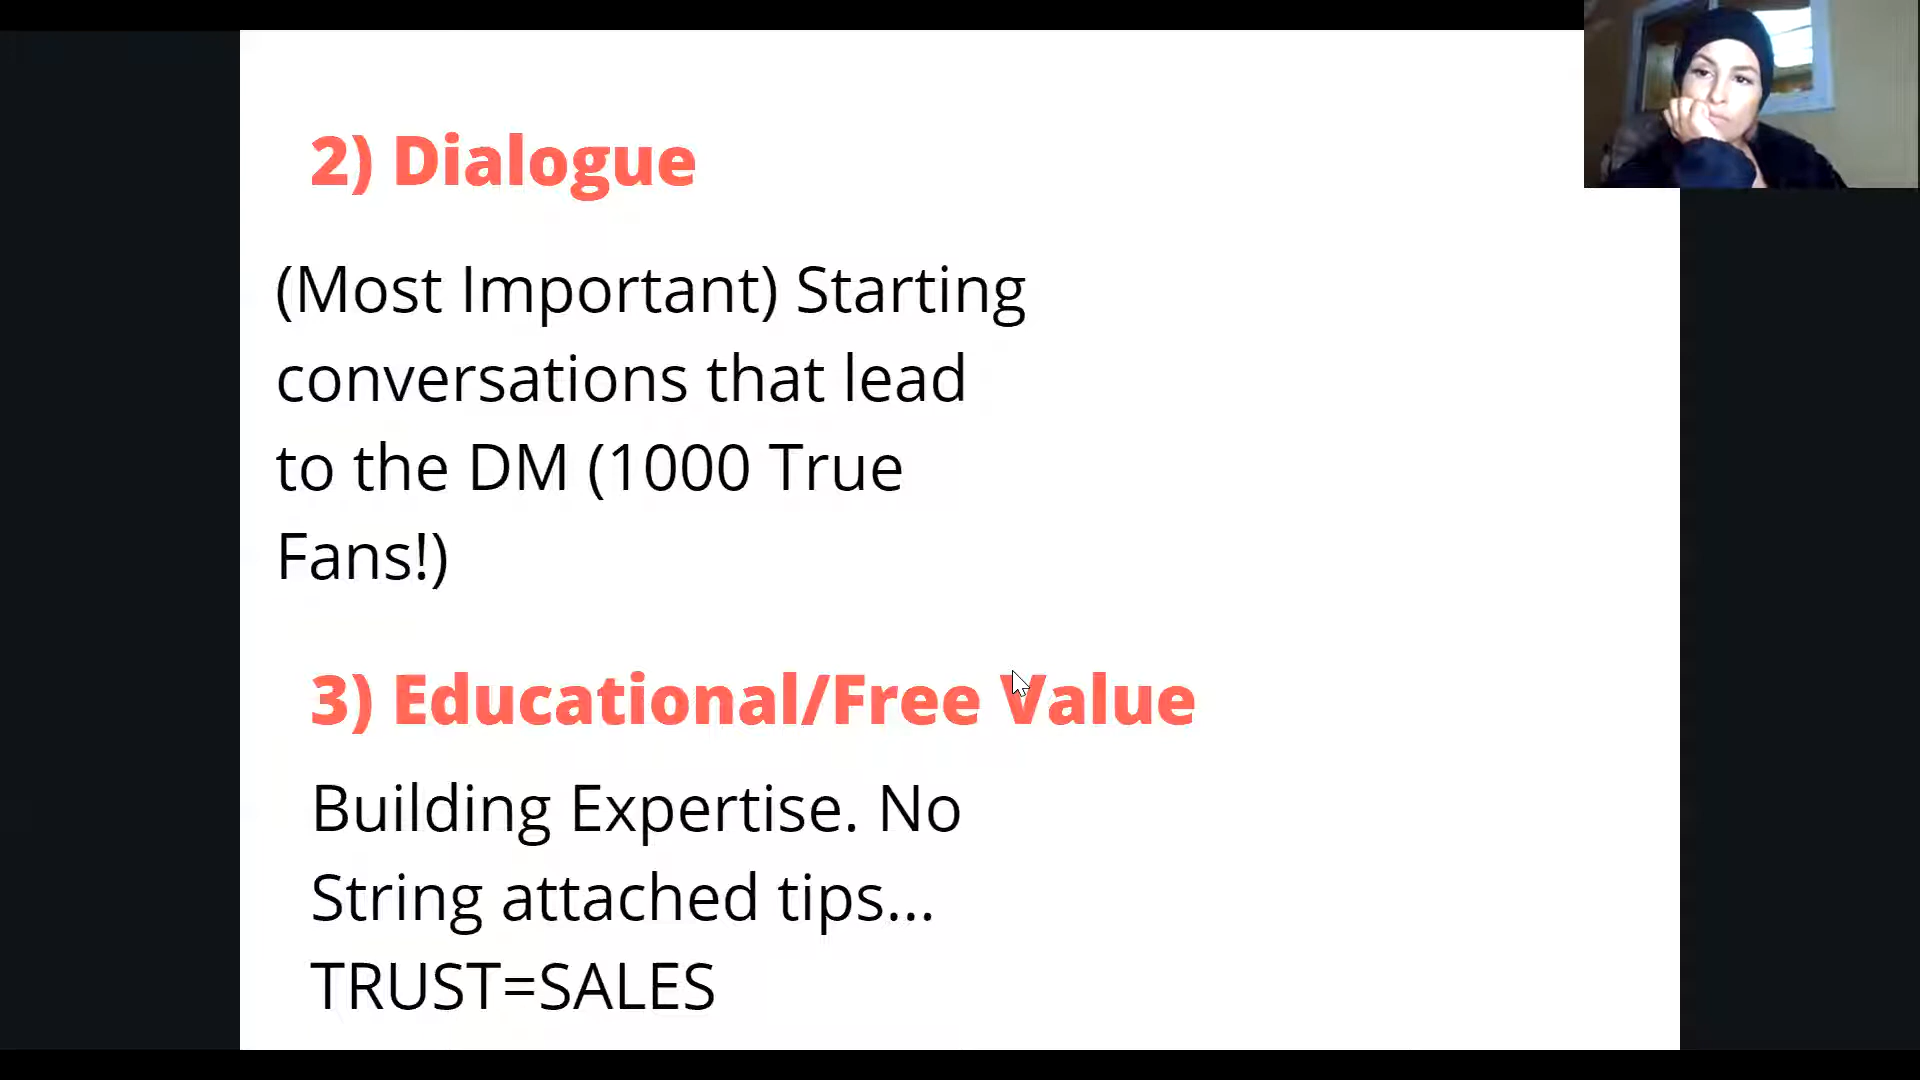 2) Dialogue
(Most Important) Starting
conversations that lead
to the DM (1000 True
Fans!)
3) Educational/Free Value
Building Expertise. No
String attached tips...
TRUST=SALES